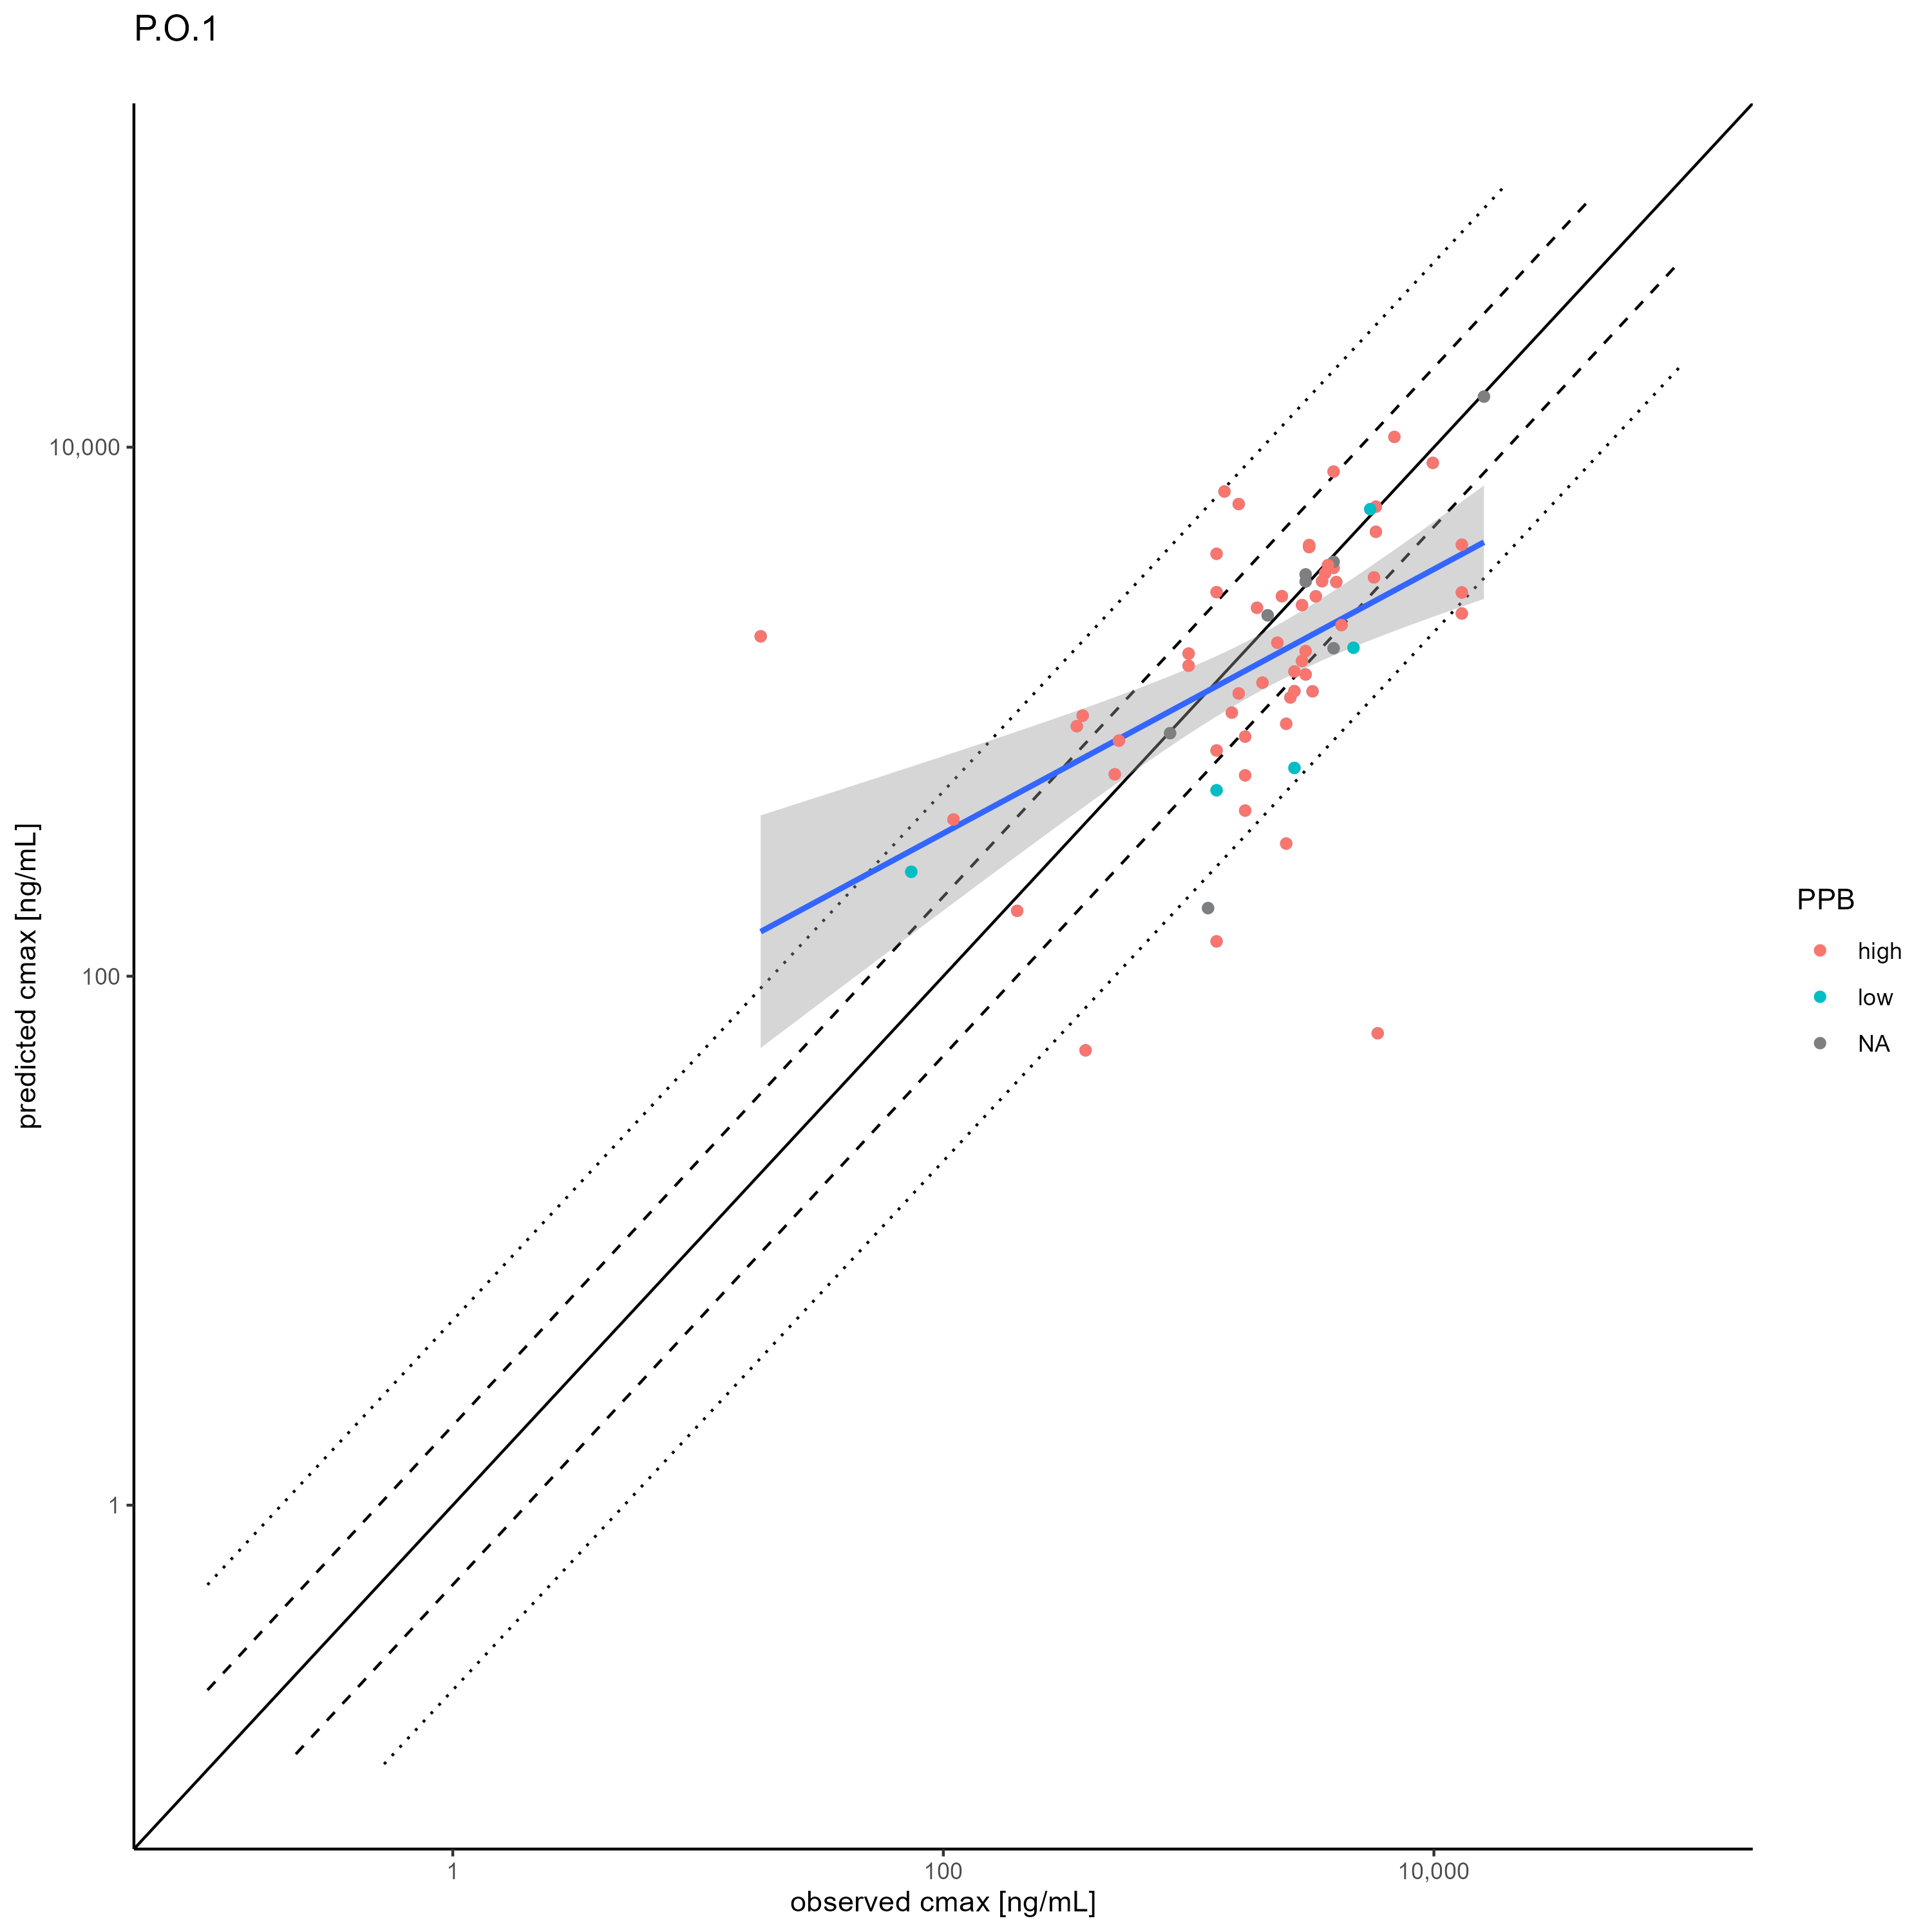 P.O.1
10,000
100
1
predicted cmax [ng/mL]
1
100
10,000
observed cmax [ng/mL]
PPB
high
low
NA